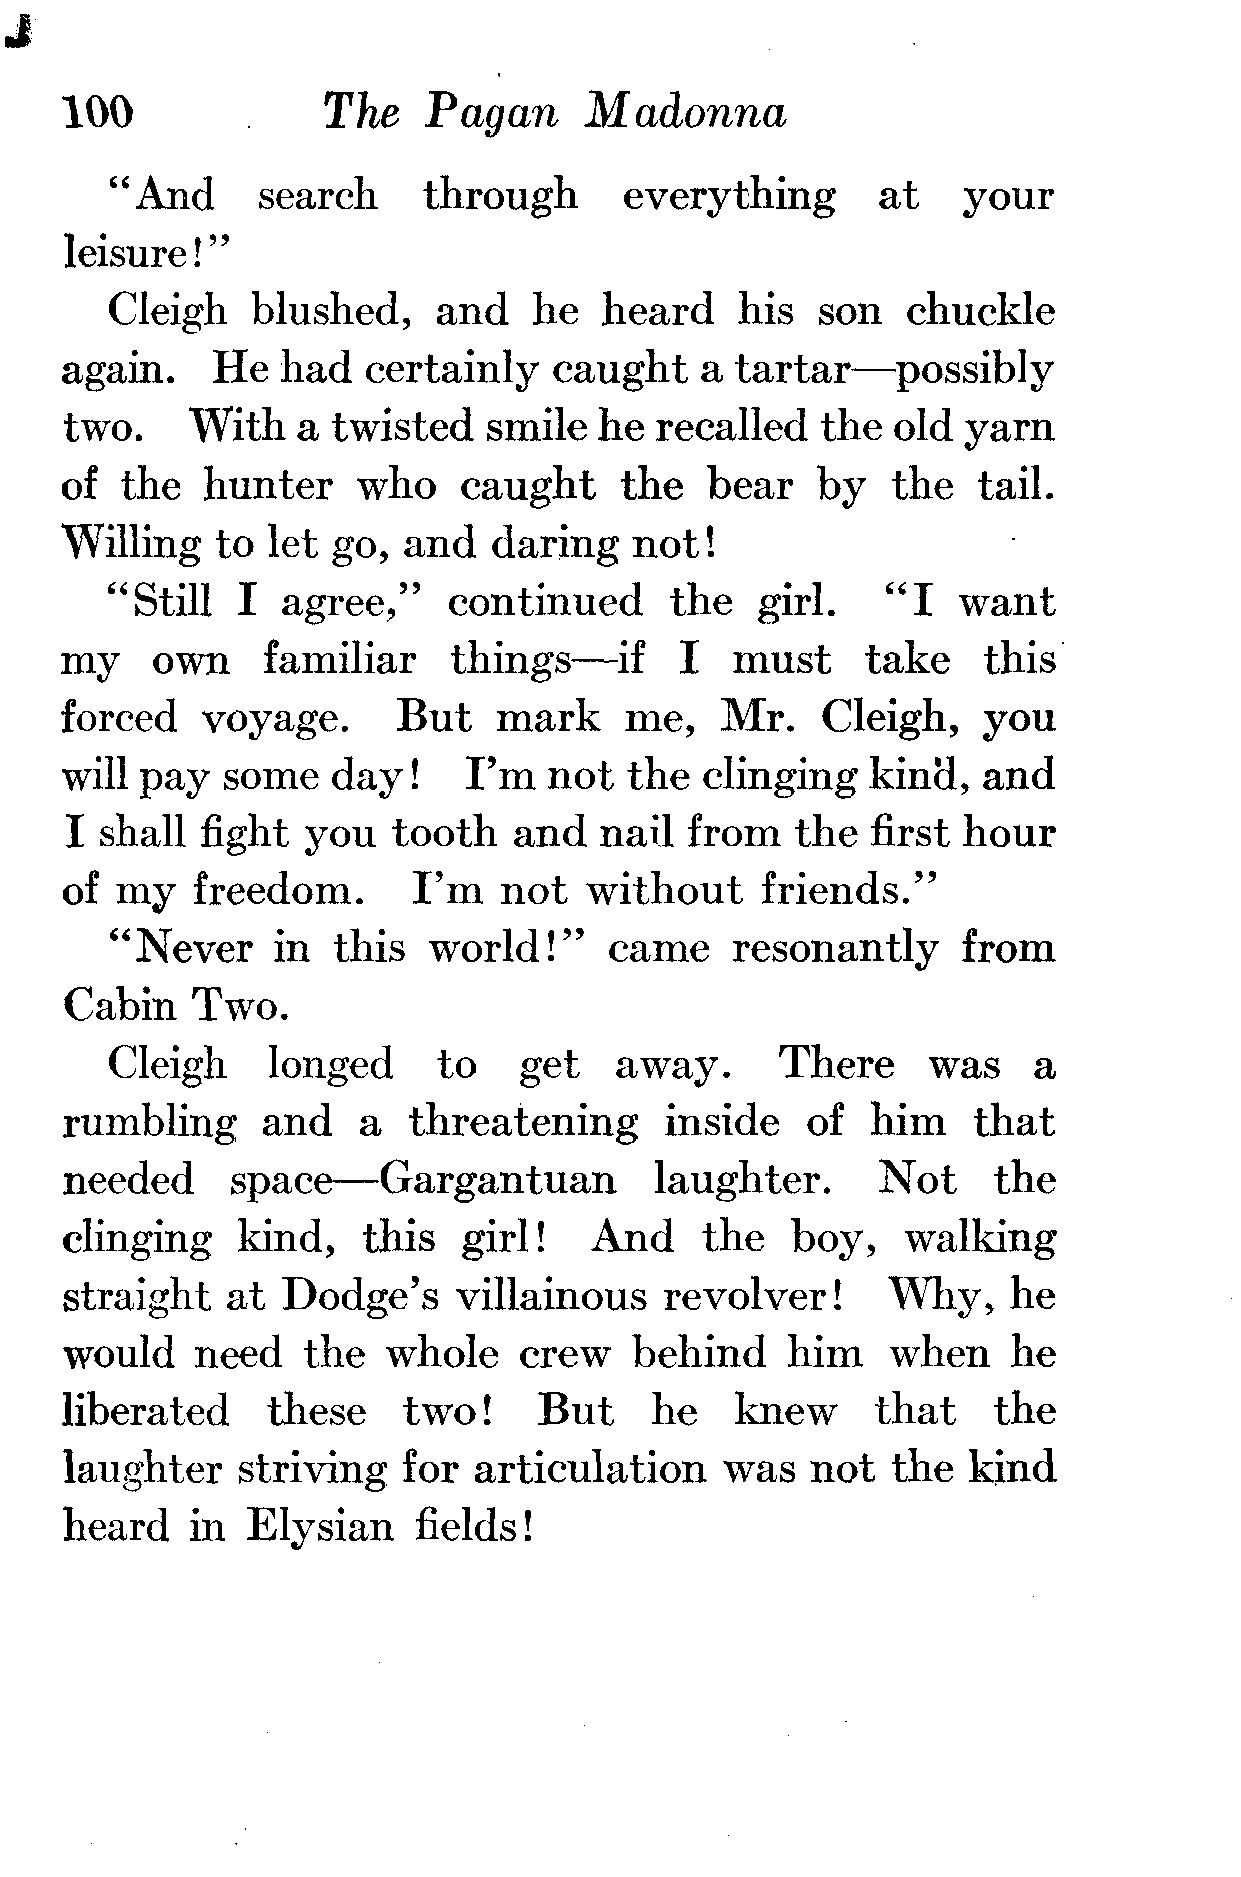 100 The Pagan Madonna
"And search through everything at your
leisure!"
Cleigh blushed, and he heard his son chuckle
again. He had certainly caught a tartar—possibly
two. With a twisted smile he recalled the old yarn
of the hunter who caught the bear by the tail.
Willing to let go, and daring not!
"Still I agree," continued the girl. "I want
my own familiar things—if I must take this
forced voyage. But mark me, Mr. Cleigh, you
will pay some day! I'm not the clinging kind, and
I shall fight you tooth and nail from the first hour
of my freedom. I'm not without friends."
"Never in this world!" came resonantly from
Cabin Two.
Cleigh longed to get away. There was a
rumbling and a threatening inside of him that
needed space—Gargantuan laughter. Not the
clinging kind, this girl! And the boy, walking
straight at Dodge's villainous revolver! Why, he
would need the whole crew behind him when he
liberated these two! But he knew that the
laughter striving for articulation was not the kind
heard in Elysian fields!